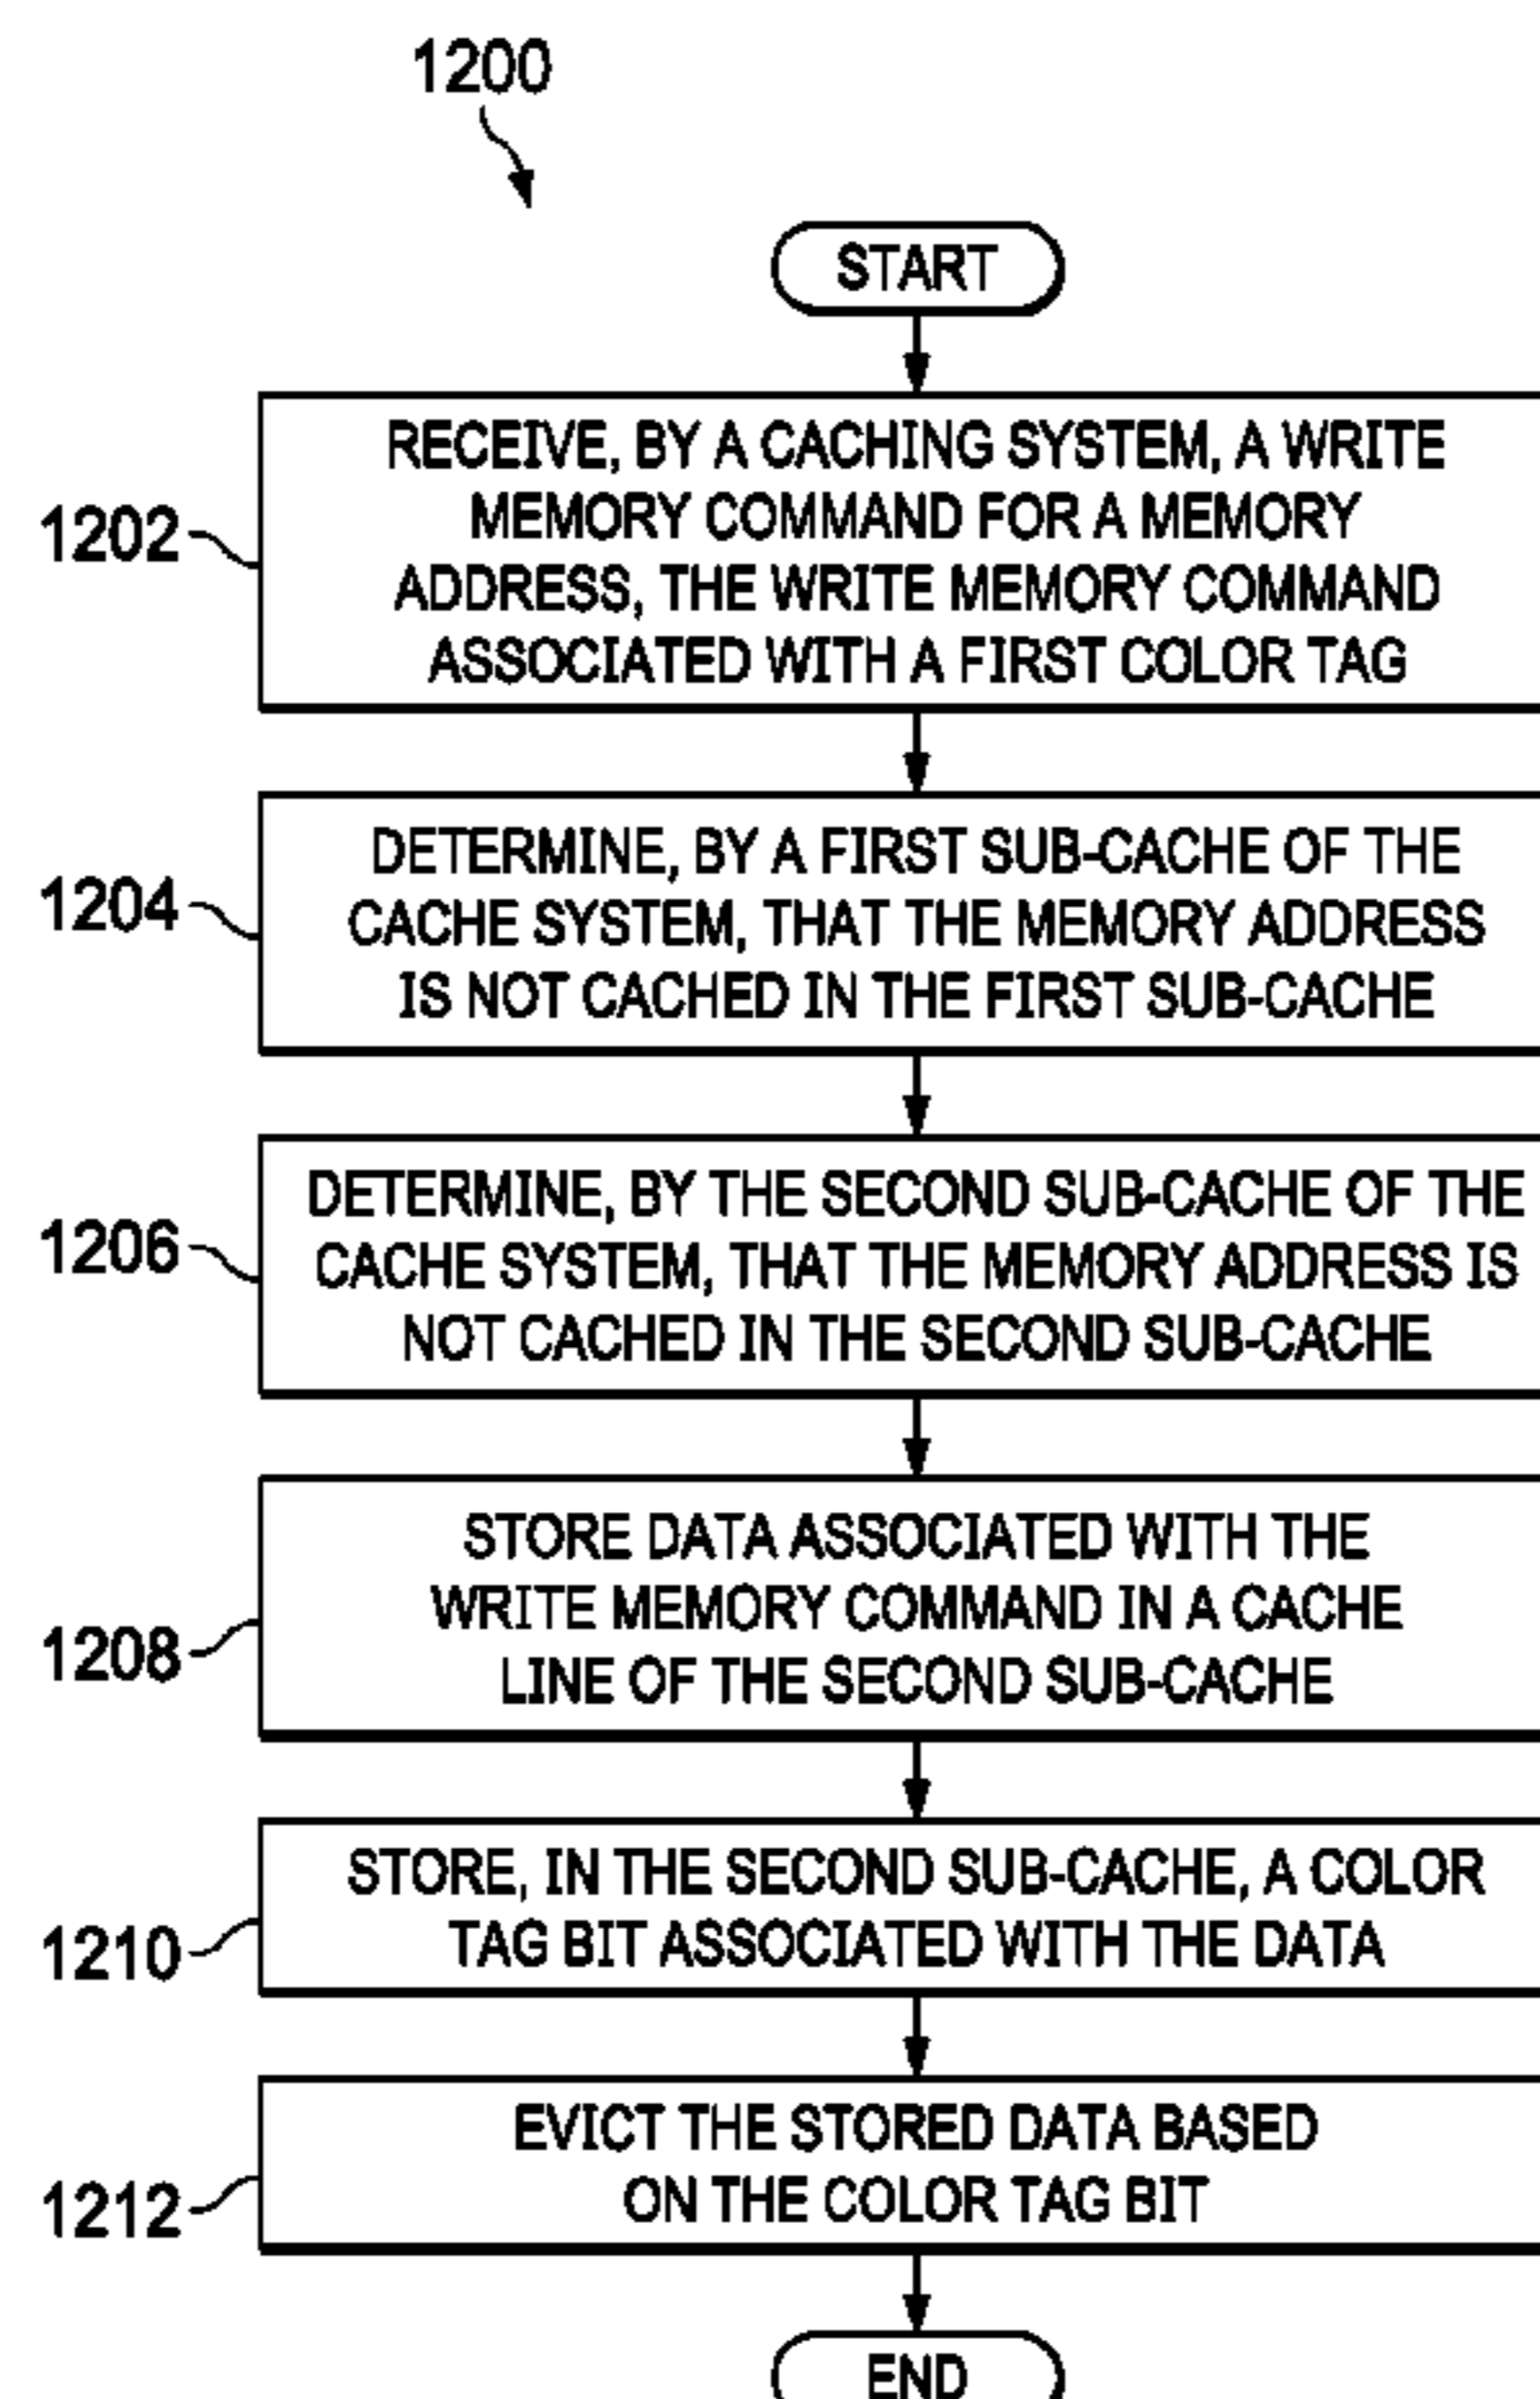 1200
START
1202
RECEIVE, BY A CACHING SYSTEM, A WRITE
MEMORY COMMAND FOR A MEMORY
ADDRESS, THE WRITE MEMORY COMMAND
ASSOCIATED WITH A FIRST COLOR TAG
1204
DETERMINE, BY A FIRST SUB-CACHE OF THE
CACHE SYSTEM, THAT THE MEMORY ADDRESS
IS NOT CACHED IN THE FIRST SUB-CACHE
1206
DETERMINE, BY THE SECOND SUB-CACHE OF THE
CACHE SYSTEM, THAT THE MEMORY ADDRESS IS
NOT CACHED IN THE SECOND SUB-CACHE
1208
STORE DATA ASSOCIATED WITH THE
WRITE MEMORY COMMAND IN A CACHE
LINE OF THE SECOND SUB-CACHE
1210
STORE, IN THE SECOND SUB-CACHE, A COLOR
TAG BIT ASSOCIATED WITH THE DATA
1212
EVICT THE STORED DATA BASED
ON THE COLOR TAG BIT
END